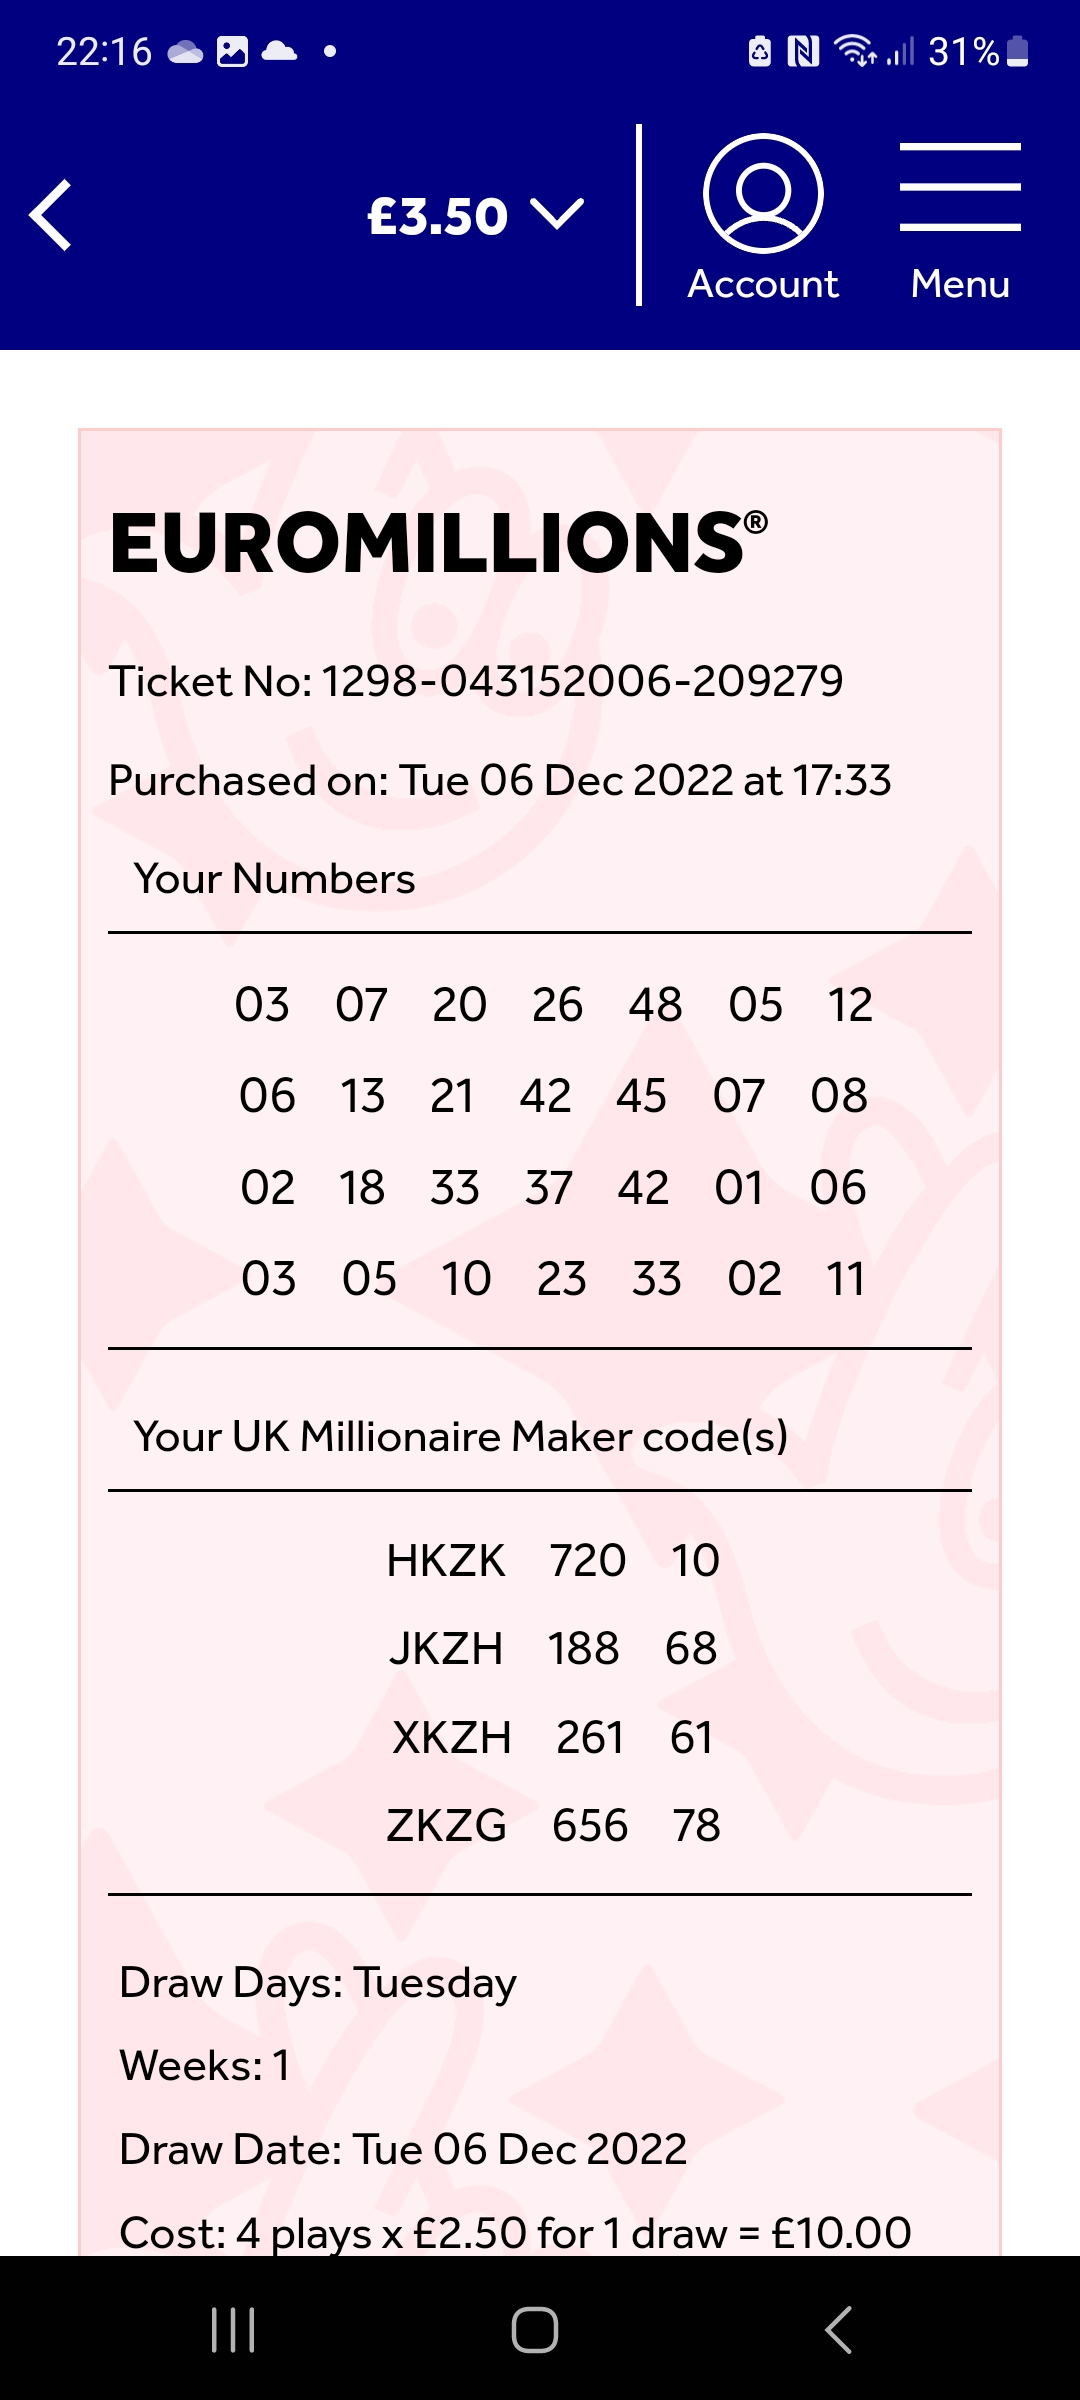 22:16
31%
£3.50
Account
Menu
EUROMILLIONS®
Ticket No: 1298-043152006-209279
Purchased on: Tue 06 Dec 2022 at 17:33
Your Numbers
03 07 20 26 48 05 12
06 13 21 42 45 07 08
02 18 33 37 42 01 06
03 05 10 23 33 02 11
Your UK Millionaire Maker code(s)
HKZK 720 10
JKZH 188 68
XKZH 261 61
ZKZG 656 78
Draw Days: Tuesday
Weeks: 1
Draw Date: Tue 06 Dec 2022
Cost: 4 plays x £2.50 for 1 draw = £10.00